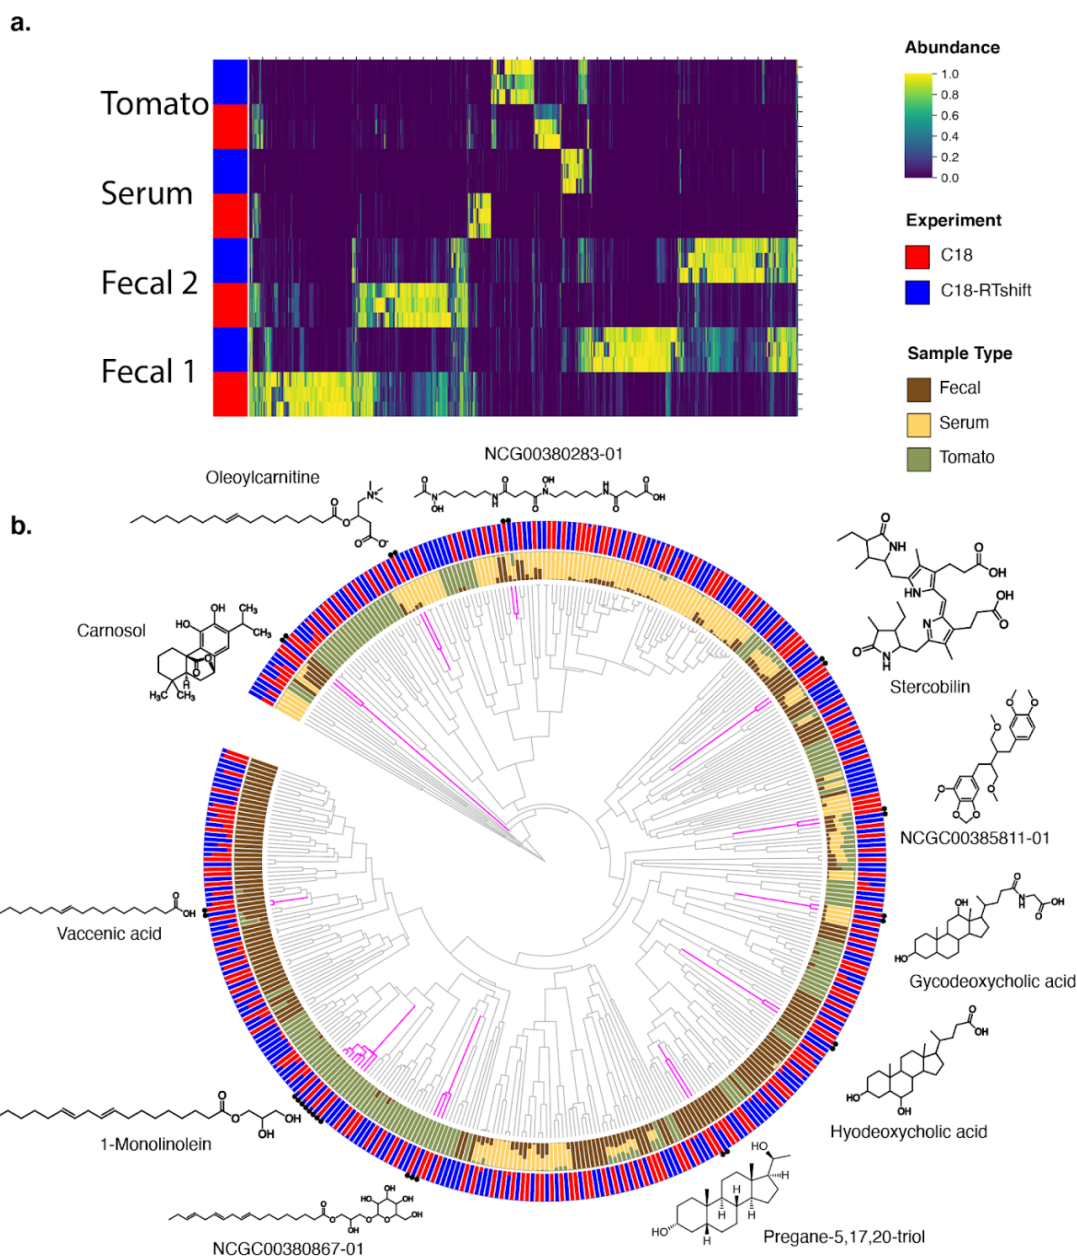 a.
Tomato
Serum
Fecal 2
Fecal 1
Abundance
1.0
0.8
0.6
0.4
0.2
0.0
Experiment
C18
C18-RTshift
Sample Type
Fecal
Serum
Tomato
b.
Oleoylcarnitine
NCG00380283-01
Carnosol
Stercobilin
NCGC00385811-01
Gycodeoxycholic acid
Hyodeoxycholic acid
Pregane-5,17,20-triol
NCGC00380867-01
1-Monolinolein
Vaccenic acid